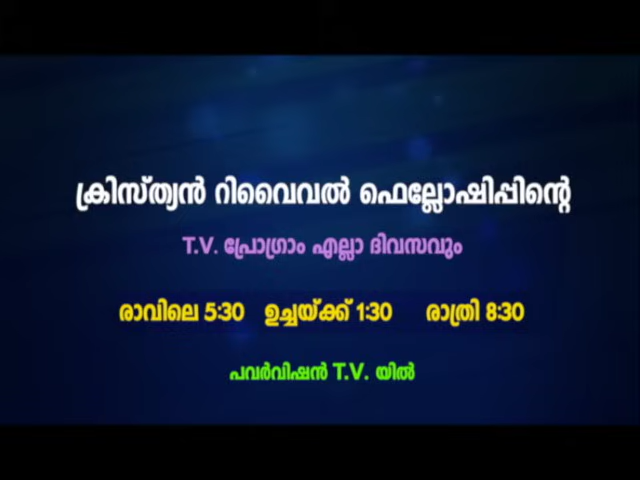 ക്രിസ്ത്യൻ റിവൈവൽ ഫെല്ലോഷിപ്പിന്റെ
T.V. പ്രോഗ്രാം എല്ലാ ദിവസവും
രാവിലെ 5:30 ഉച്ചയ്ക്ക് 1:30 രാത്രി 8:30
പവർവിഷൻ T.V. യിൽ